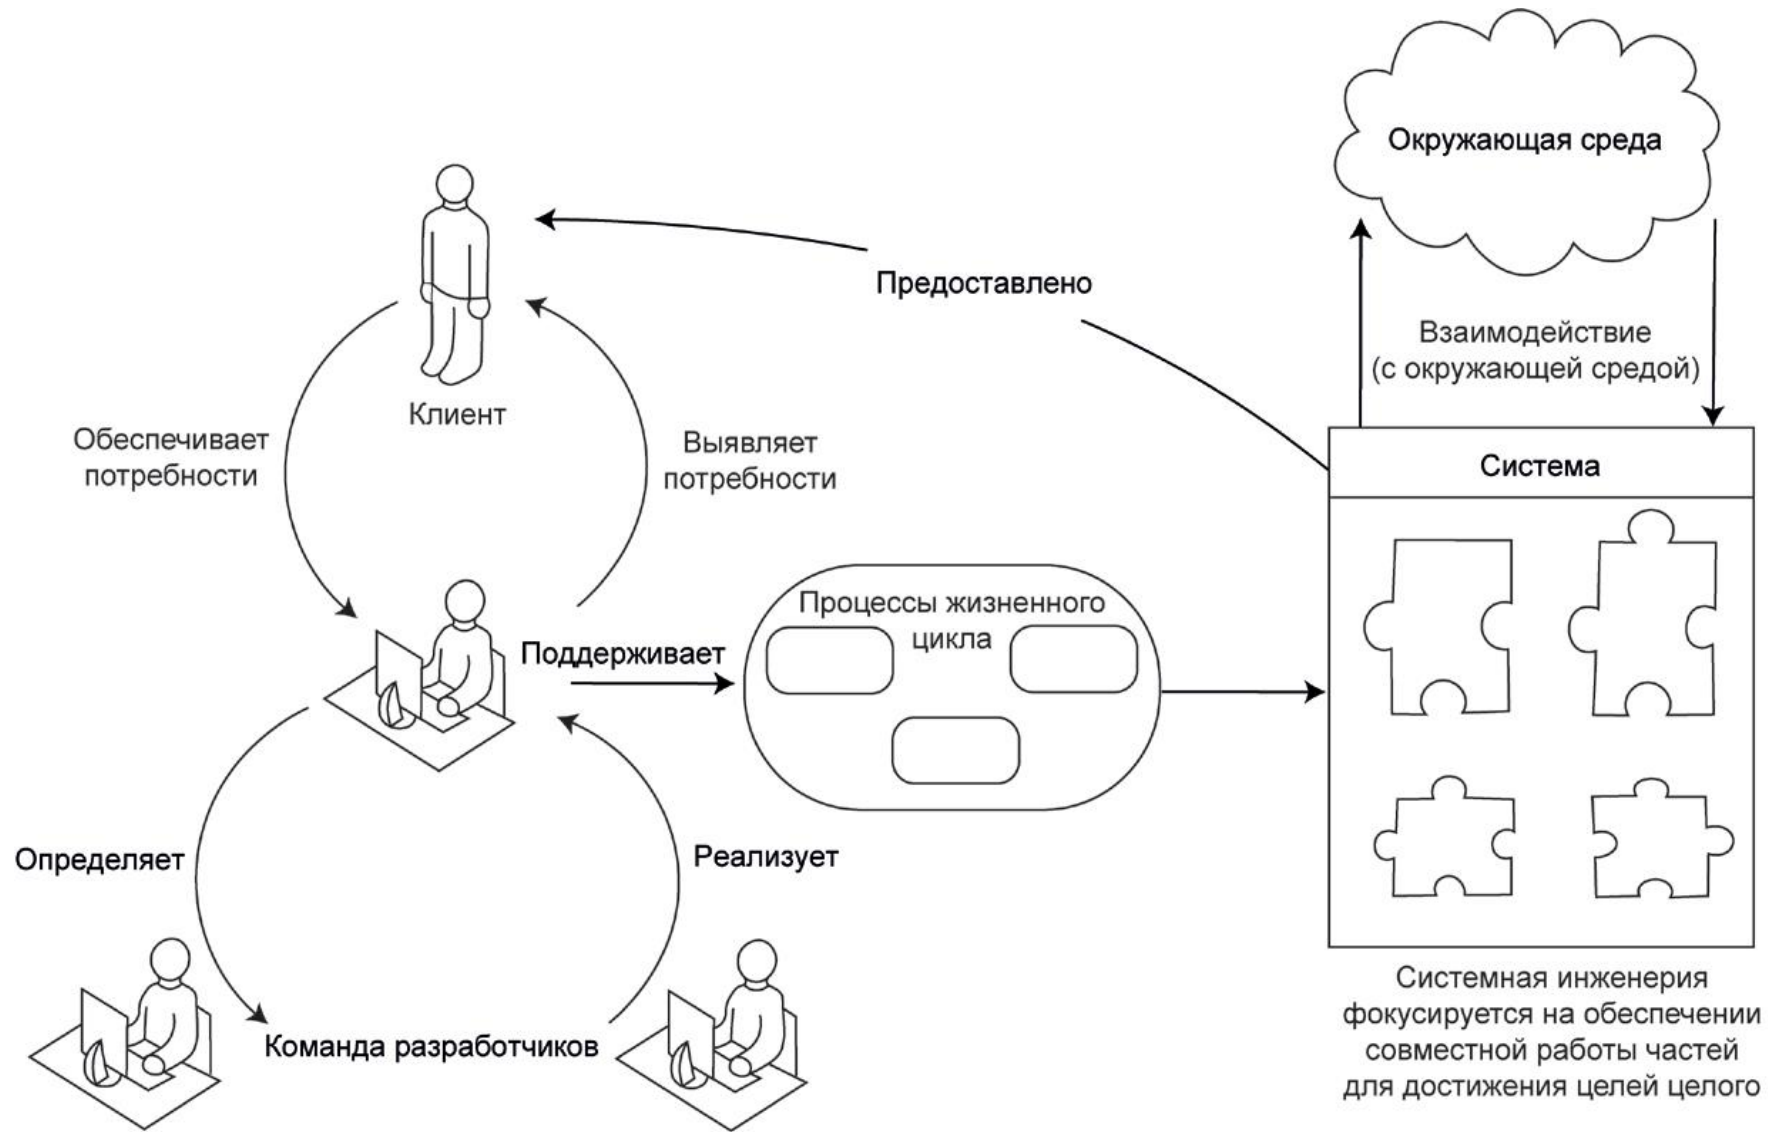 Окружающая среда
Предоставлено
Взаимодействие
(с окружающей средой)
Клиент
Обеспечивает
потребности
Выявляет
потребности
Система
Процессы жизненного
цикла
Поддерживает
Определяет
Реализует
Команда разработчиков
Системная инженерия
фокусируется на обеспечении
совместной работы частей
для достижения целей целого